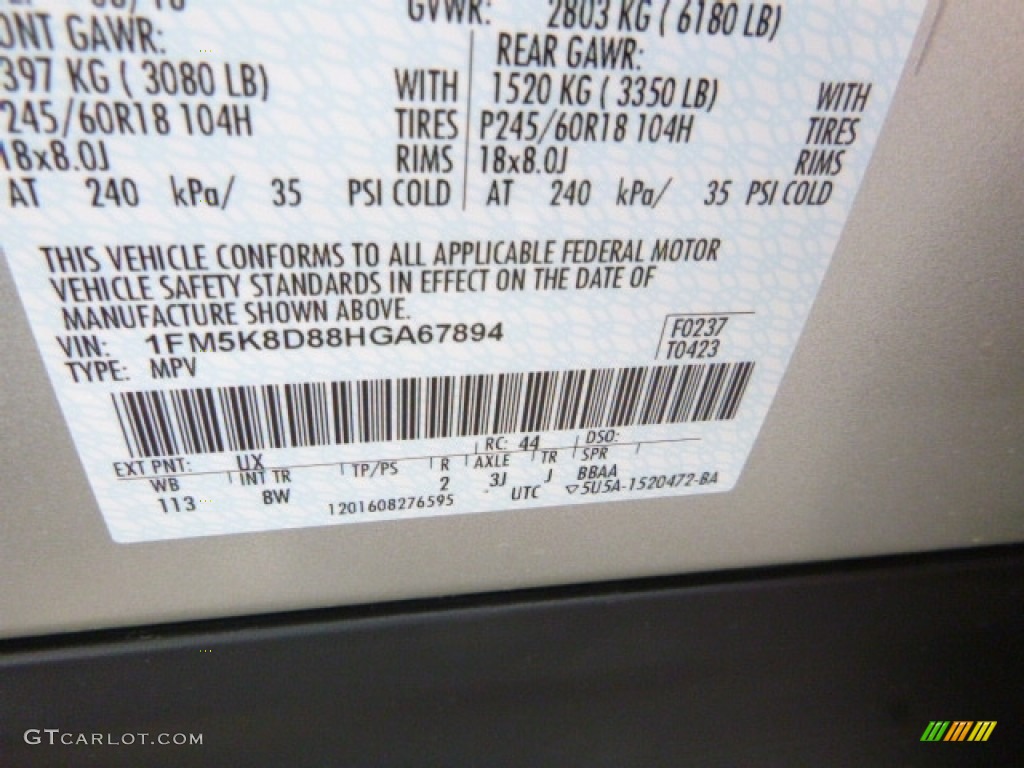 GVWR: 2803 KG ( 6180 LB)
ONT GAWR: REAR GAWR:
397 KG ( 3080 LB) WITH 1520 KG ( 3350 LB) WITH
P245/60R18 104H TIRES P245/60R18 104H TIRES
18x8.0J RIMS 18x8.0J RIMS
AT 240 kPa/ 35 PSI COLD AT 240 kPa/ 35 PSI COLD
THIS VEHICLE CONFORMS TO ALL APPLICABLE FEDERAL MOTOR
VEHICLE SAFETY STANDARDS IN EFFECT ON THE DATE OF
MANUFACTURE SHOWN ABOVE.
VIN: 1FM5K8D88HGA67894 F0237
TYPE: MPV T0423
EXT PNT: UX RC: 44 DSO:
WB INT TR TP/PS R AXLE TR SPR
113 8W 2 3J J BBAA
1201608276595 UTC ▽5U5A-1520472-BA
GTCARLOT.COM